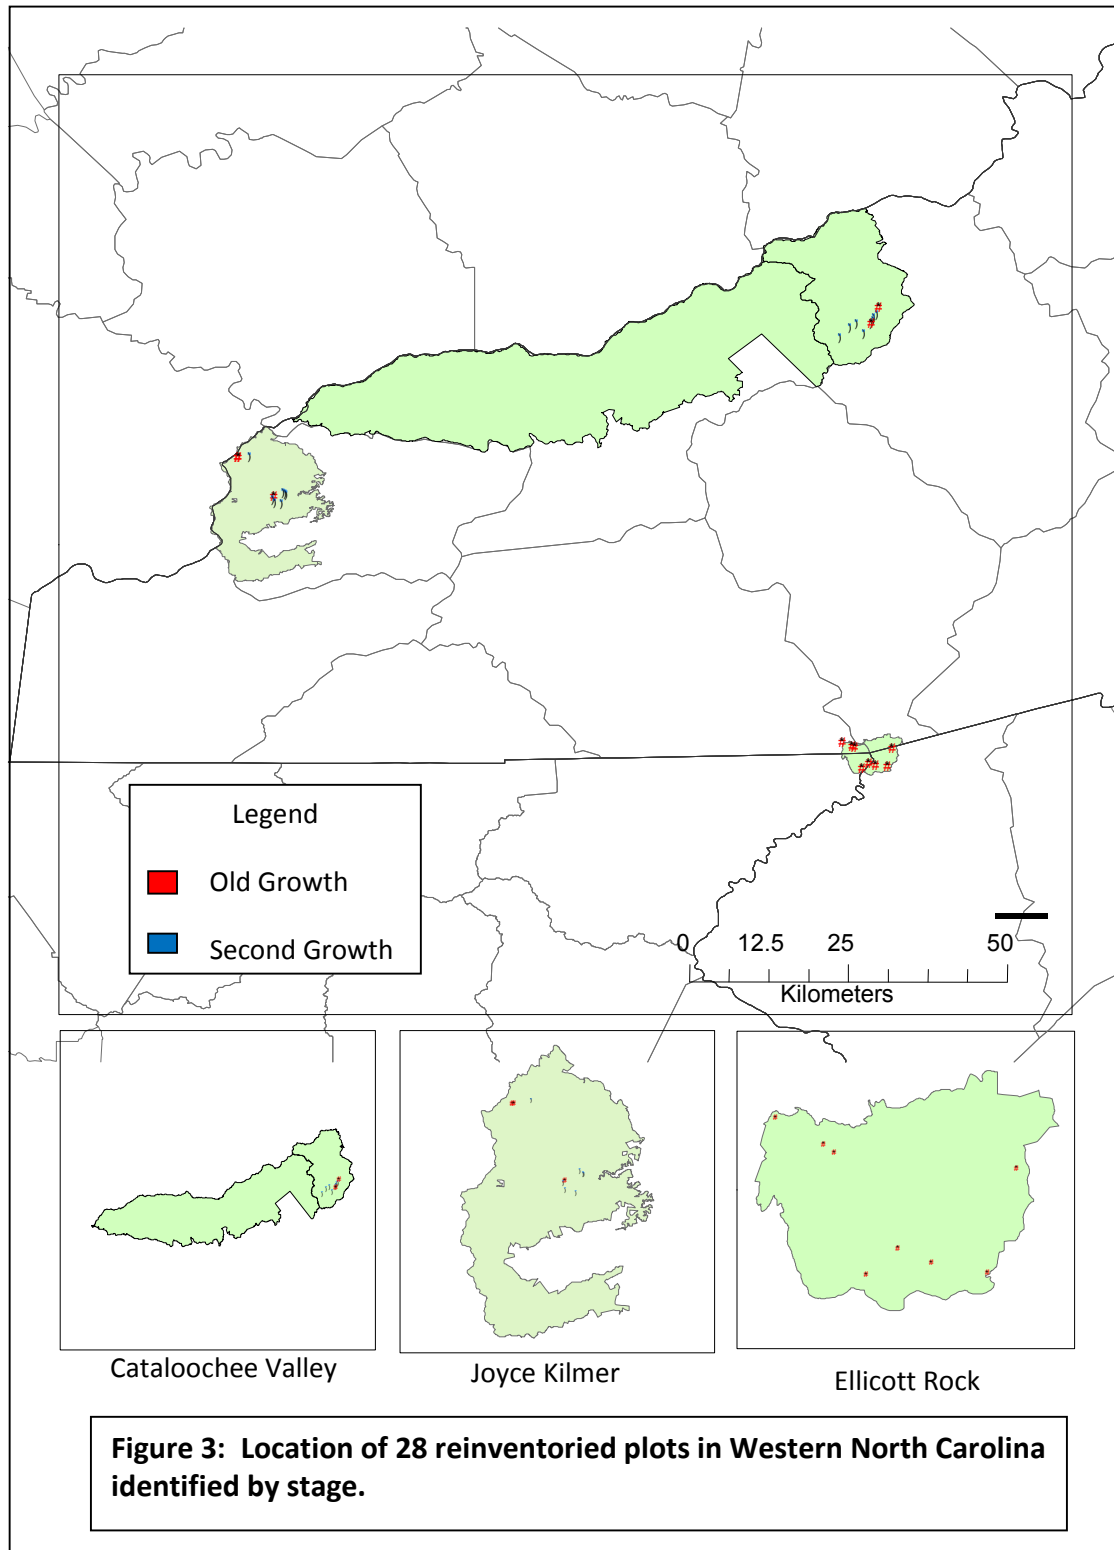 Legend
Old Growth
Second Growth
0 12.5 25 50
Kilometers
Cataloochee Valley
Joyce Kilmer
Ellicott Rock
Figure 3: Location of 28 reinventoried plots in Western North Carolina
identified by stage.